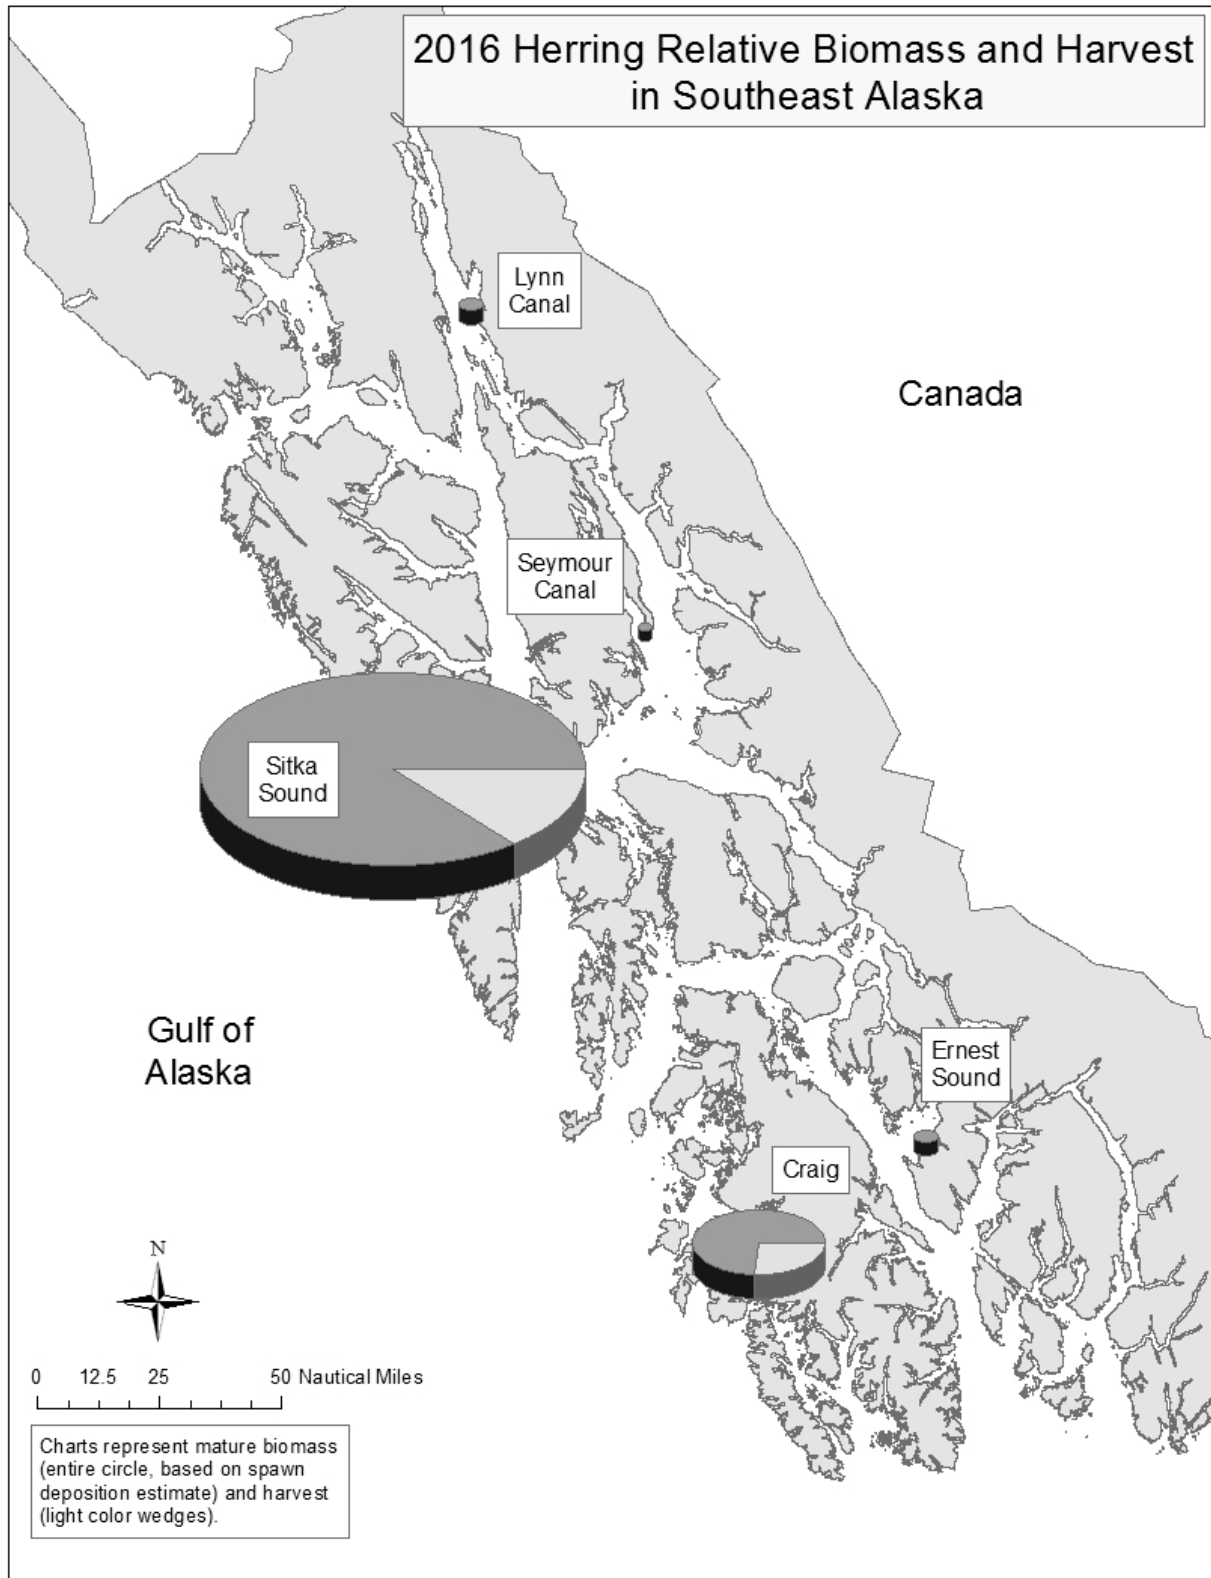 2016 Herring Relative Biomass and Harvest
in Southeast Alaska
Lynn
Canal
Canada
Seymour
Canal
Sitka
Sound
Gulf of
Alaska
Ernest
Sound
Craig
N
0 12.5 25 50 Nautical Miles
Charts represent mature biomass
(entire circle, based on spawn
deposition estimate) and harvest
(light color wedges).